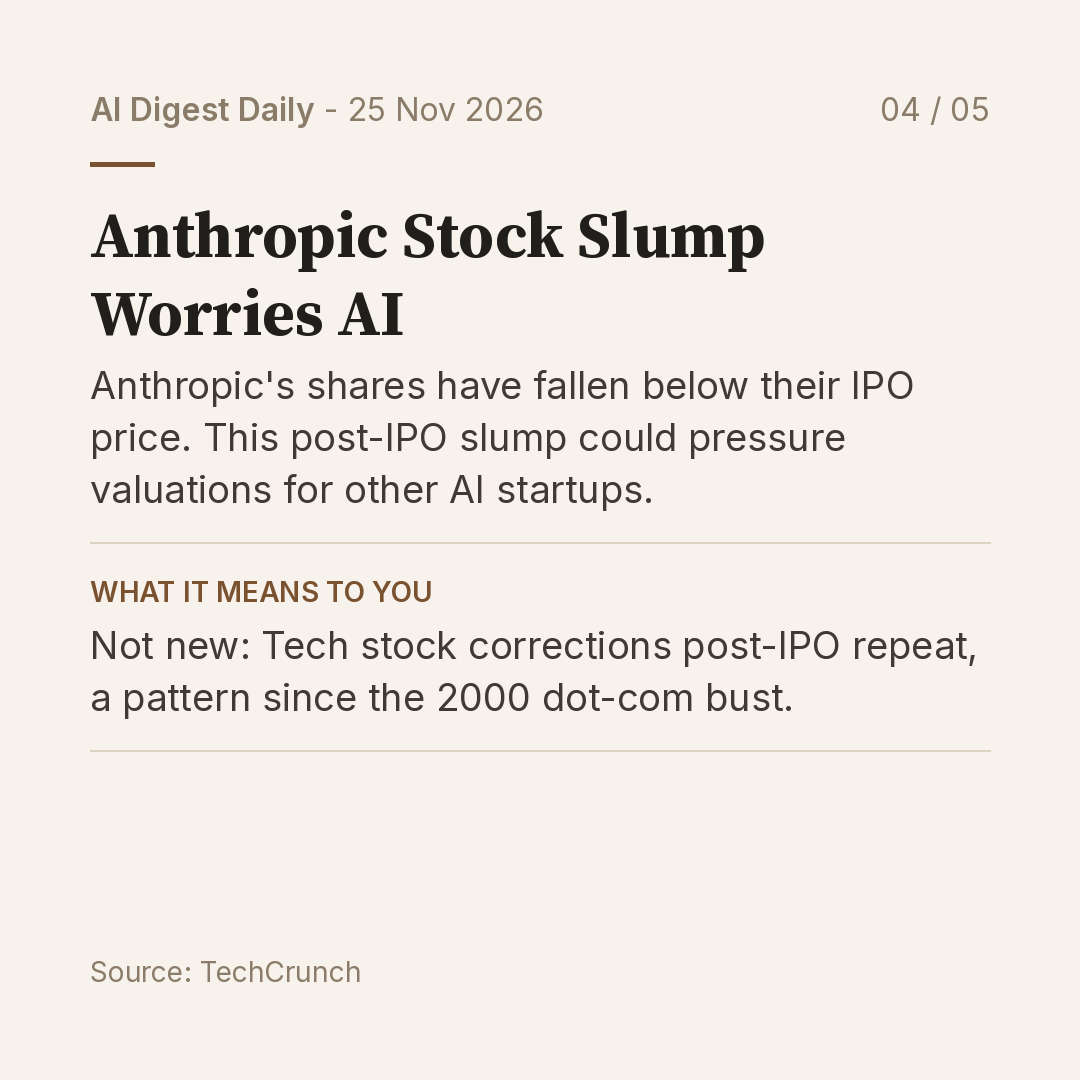 AI Digest Daily - 25 Nov 2026
04 / 05
Anthropic Stock Slump
Worries AI
Anthropic's shares have fallen below their IPO
price. This post-IPO slump could pressure
valuations for other AI startups.
WHAT IT MEANS TO YOU
Not new: Tech stock corrections post-IPO repeat,
a pattern since the 2000 dot-com bust.
Source: TechCrunch